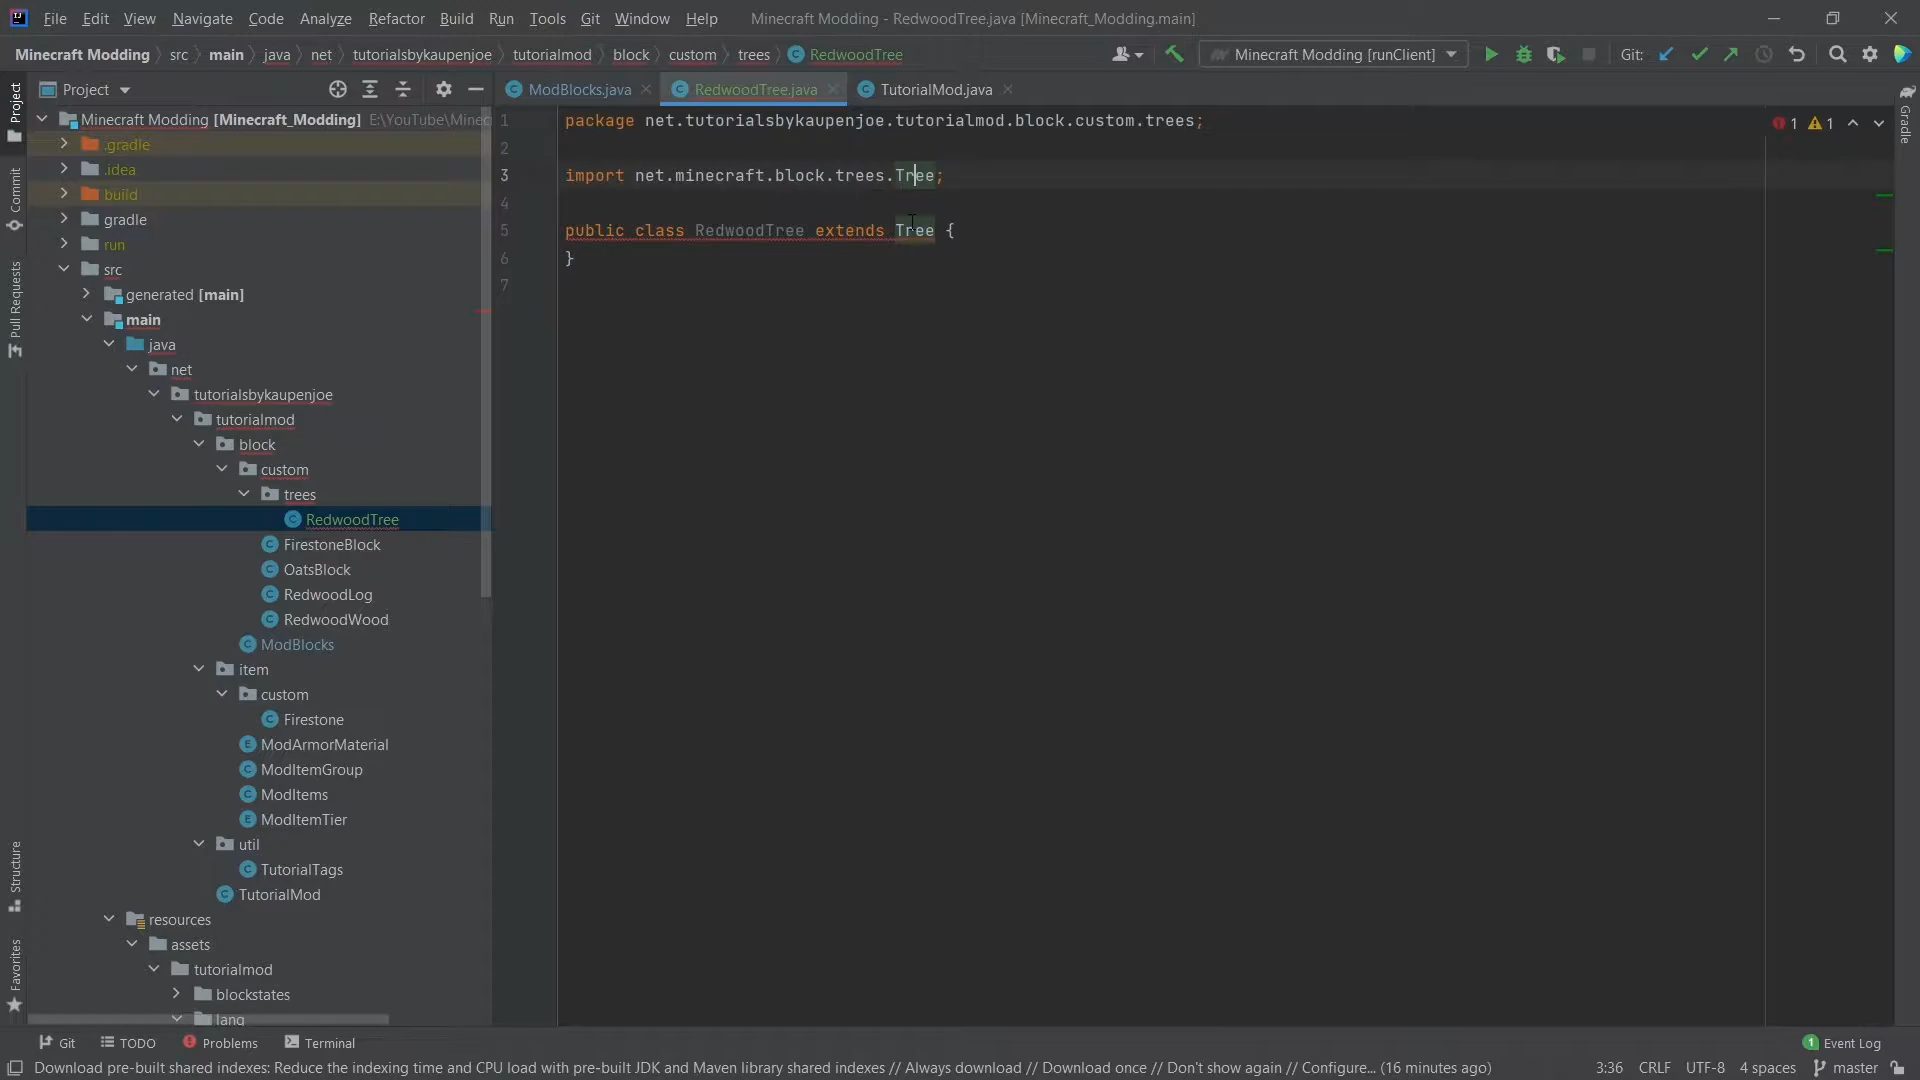 File Edit View Navigate Code Analyze Refactor Build Run Tools Git Window Help Minecraft Modding - RedwoodTree.java [Minecraft_Modding.main]
Minecraft Modding src main java net tutorialsbykaupenjoe tutorialmod block custom trees RedwoodTree Minecraft Modding [runClient] Git:
Project ModBlocks.java RedwoodTree.java TutorialMod.java
Minecraft Modding [Minecraft_Modding] E:\YouTube\Minec
.gradle
.idea
build
gradle
run
src
generated [main]
main
java
net
tutorialsbykaupenjoe
tutorialmod
block
custom
trees
RedwoodTree
FirestoneBlock
OatsBlock
RedwoodLog
RedwoodWood
ModBlocks
item
custom
Firestone
ModArmorMaterial
ModItemGroup
ModItems
ModItemTier
util
TutorialTags
TutorialMod
resources
assets
tutorialmod
blockstates
lang
1 package net.tutorialsbykaupenjoe.tutorialmod.block.custom.trees;
2
3 import net.minecraft.block.trees.Tree;
4
5 public class RedwoodTree extends Tree {
6 }
7
1 1
Project
Commit
Pull Requests
Structure
Favorites
Gradle
Git TODO Problems Terminal 1 Event Log
Download pre-built shared indexes: Reduce the indexing time and CPU load with pre-built JDK and Maven library shared indexes // Always download // Download once // Don't show again // Configure... (16 minutes ago) 3:36 CRLF UTF-8 4 spaces master